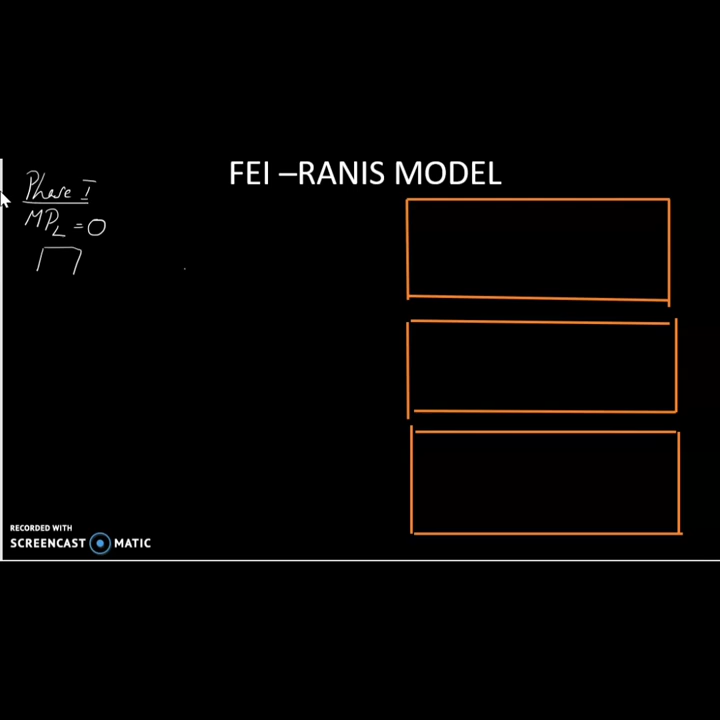 FEI –RANIS MODEL
Phase I
MPL = 0
RECORDED WITH
SCREENCAST MATIC